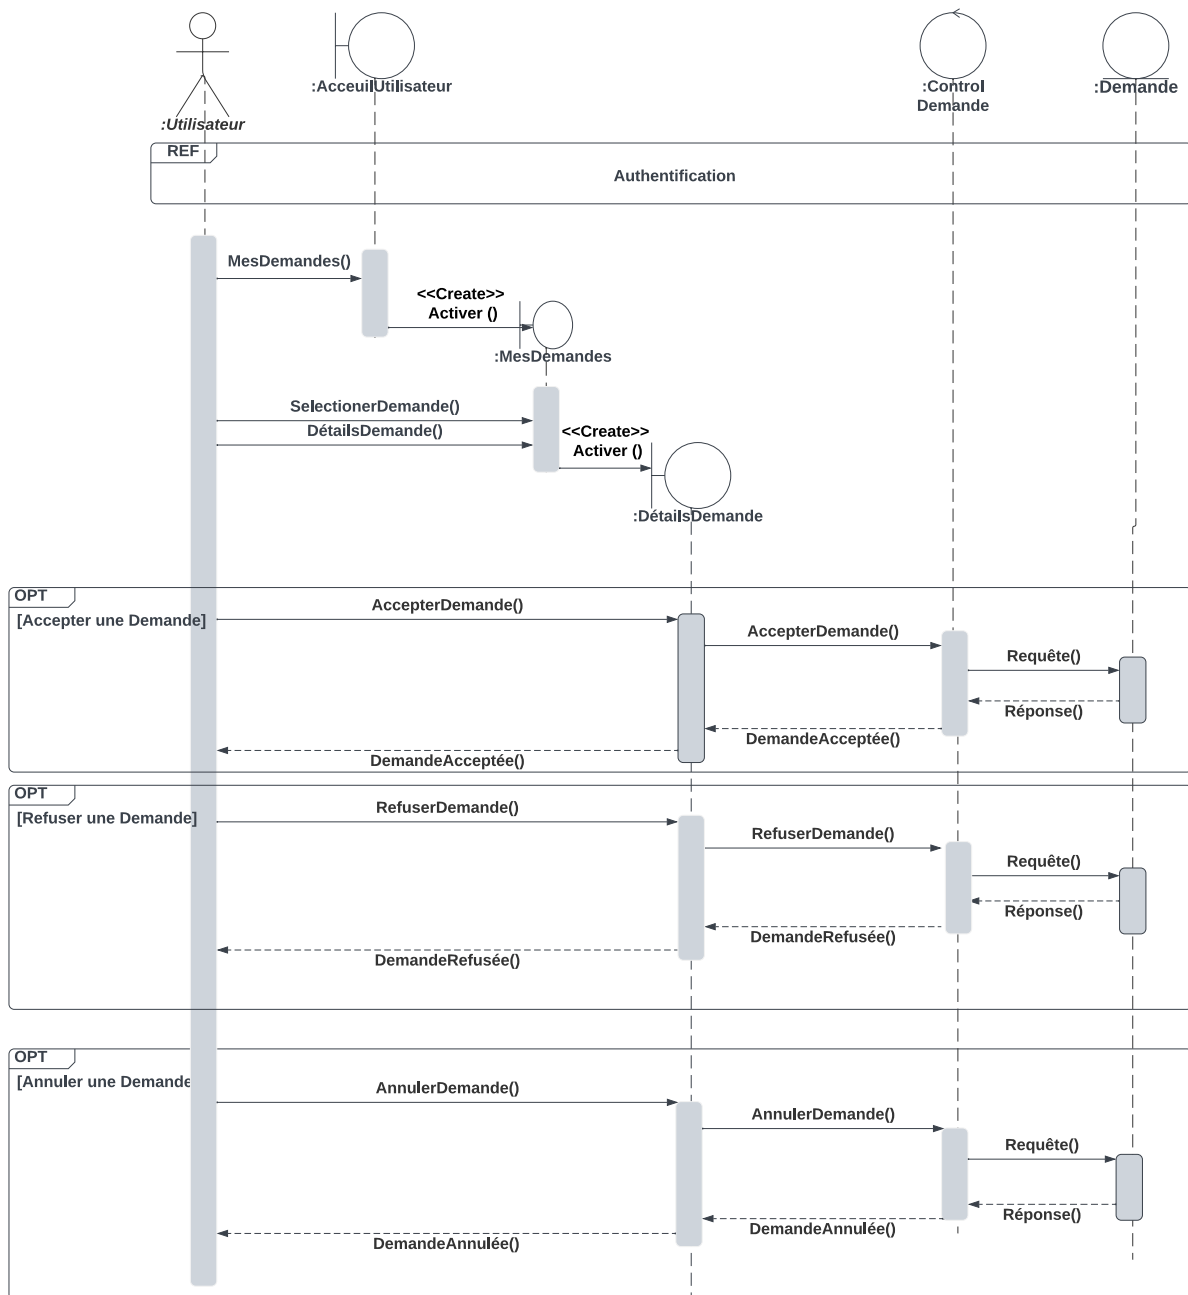 :AcceuilUtilisateur
:Control
Demande
:Demande
:Utilisateur
REF
Authentification
MesDemandes()
<<Create>>
Activer ()
:MesDemandes
SelectionerDemande()
DétailsDemande()
<<Create>>
Activer ()
:DétailsDemande
OPT
[Accepter une Demande]
AccepterDemande()
AccepterDemande()
Requête()
Réponse()
DemandeAcceptée()
DemandeAcceptée()
OPT
[Refuser une Demande]
RefuserDemande()
RefuserDemande()
Requête()
Réponse()
DemandeRefusée()
DemandeRefusée()
OPT
[Annuler une Demande
AnnulerDemande()
AnnulerDemande()
Requête()
Réponse()
DemandeAnnulée()
DemandeAnnulée()